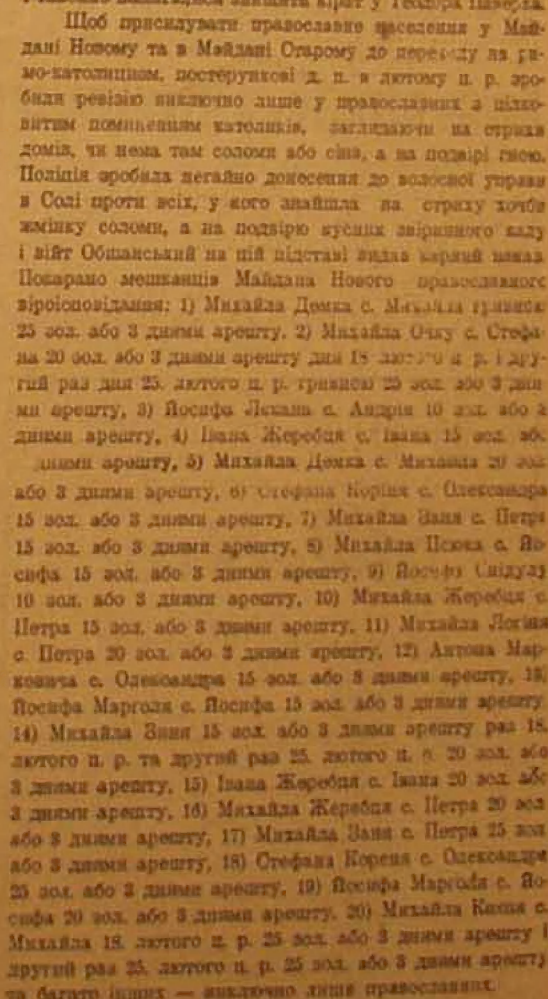 Щоб присилувати православне населення у Май-
дані Новому та в Майдані Старому до переходу на ри-
мо-католицизм, постерункові д. п. в лютому ц. р. зро-
били ревізію виключно лише у православних з цілко-
витим поминенням католиків, заглядаючи на стрихи
домів, чи нема там соломи або сіна, а на подвірі гною.
Поліція зробила негайно донесення до волосної управи
в Солі проти всіх, у кого знайшла на стриху хочби
жмінку соломи, а на подвірю кусник звіринного калу
і війт Обшанський на цій підставі видав карний наказ
Покарано мешканців Майдана Нового православного
віроісповідання: 1) Михайла Демка с. Михайла гривною
25 зол. або 3 днями арешту, 2) Михайла Очку с. Стефа-
на 20 зол. або 3 днями арешту дня 18 лютого ц. р. і дру-
гий раз дня 25. лютого ц. р. гривною 25 зол. або 3 дня-
ми арешту, 3) Йосифа Лехана с. Андрія 10 зол. або 3
днями арешту, 4) Івана Жеребця с. Івана 15 зол. або
днями арешту, 5) Михайла Демка с. Михайла 20 зол.
або 3 днями арешту, 6) Стефана Коріня с. Олександра
15 зол. або 3 днями арешту, 7) Михайла Заня с. Петра
15 зол. або 3 днями арешту, 8) Михайла Псюка с. Йо-
сифа 15 зол. або 3 днями арешту, 9) Йосифа
10 зол. або 3 днями арешту, 10) Михайла Жеребця с.
Петра 15 зол. або 3 днями арешту, 11) Михайла Логіня
с. Петра 20 зол. або 3 днями арешту, 12) Антона Мар-
ковича с. Олександра 15 зол. або 3 днями арешту, 13)
Йосифа Марголя с. Йосифа 15 зол. або 3 днями арешту
14) Михайла Зиня 15 зол. або 3 днями арешту раз 18.
лютого ц. р. та другий раз 25. лютого ц. р. 20 зол. або
3 днями арешту, 15) Івана Жеребця с. Івана 20 зол. або
3 днями арешту, 16) Михайла Жеребця с. Петра 20 зол
або 3 днями арешту, 17) Михайла Заня с. Петра 25 зол
або 3 днями арешту, 18) Стефана Кореня с. Олександра
25 зол. або 3 днями арешту, 19) Йосифа Марголя с. Йо-
сифа 20 зол. або 3 днями арешту, 20) Михайла с.
Михайла 18. лютого ц. р. 25 зол. або 3 днями арешту і
другий раз 25. лютого ц. р. 25 зол. або 3 днями арешту
та багато інших — виключно лише православних.